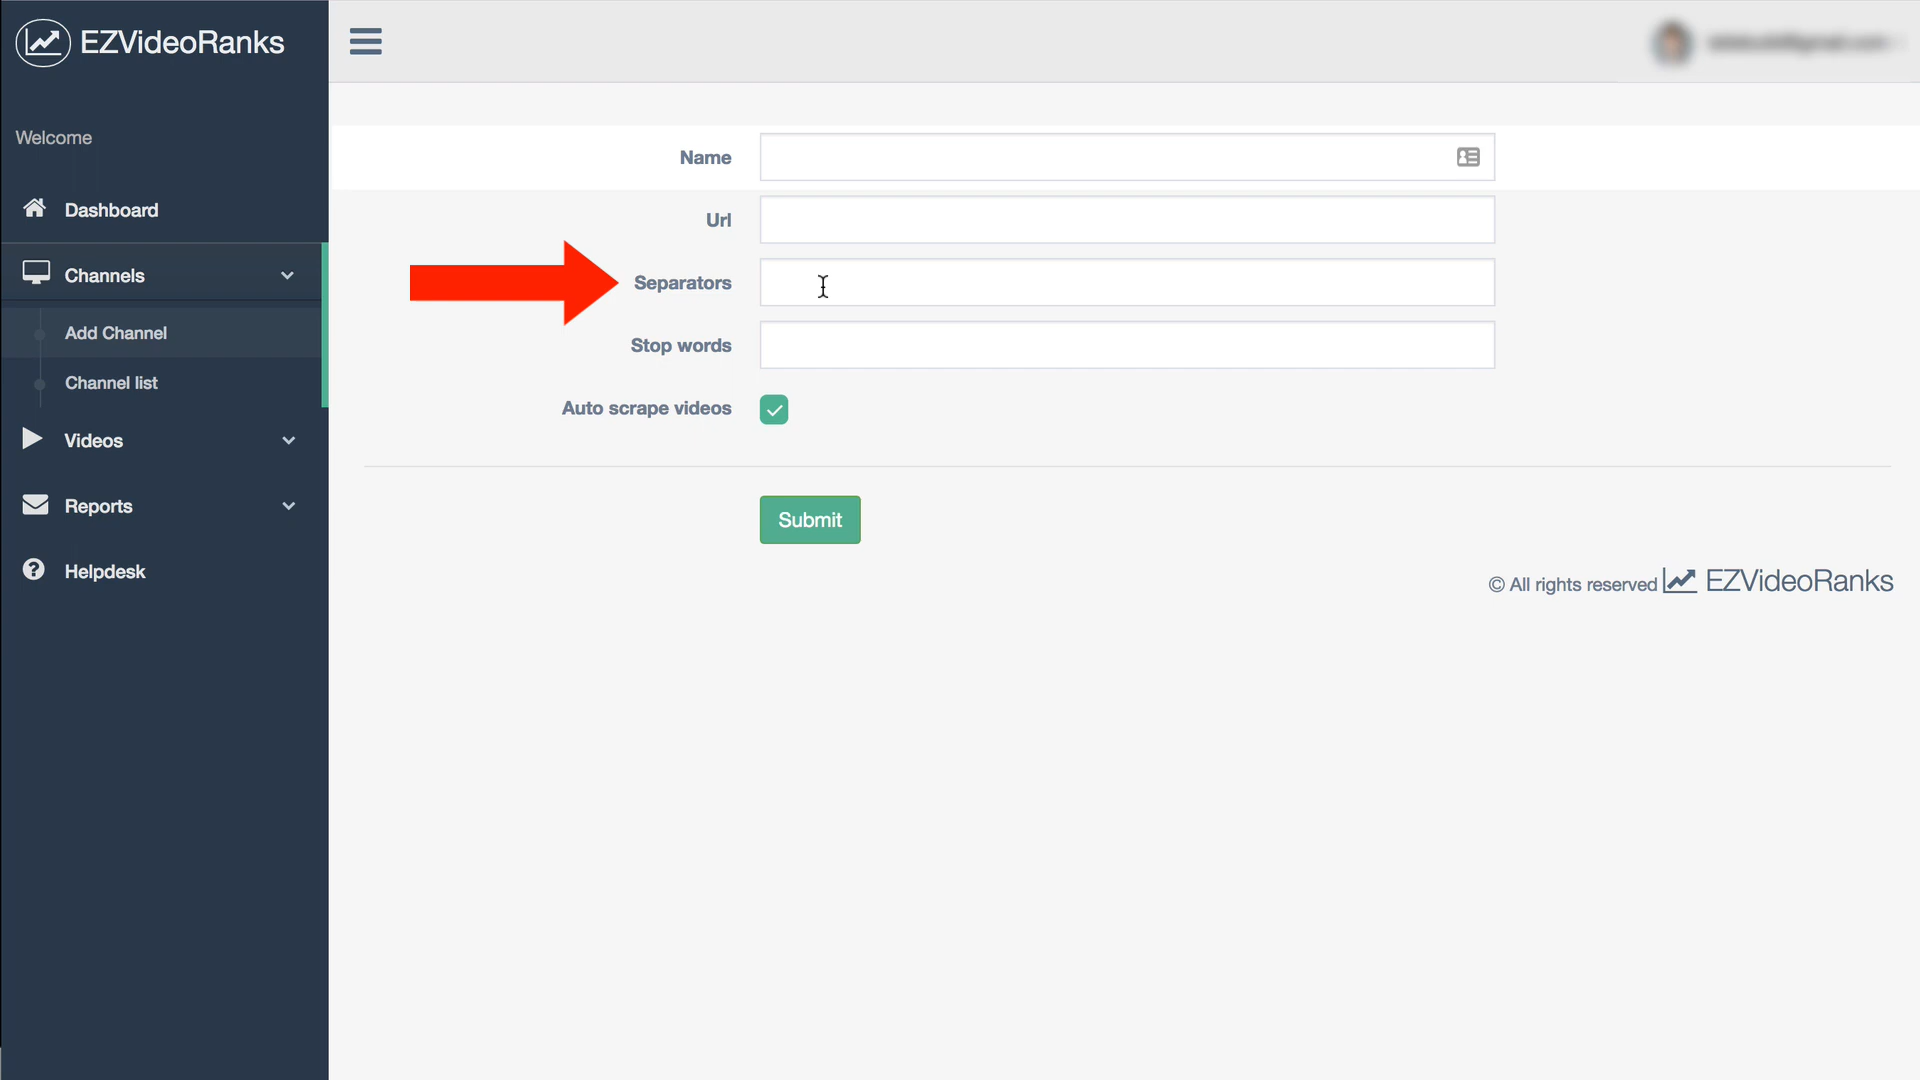 EZVideoRanks
Welcome
Dashboard
Channels
Add Channel
Channel list
Videos
Reports
Helpdesk
Name
Url
Separators
Stop words
Auto scrape videos
Submit
© All rights reserved EZVideoRanks